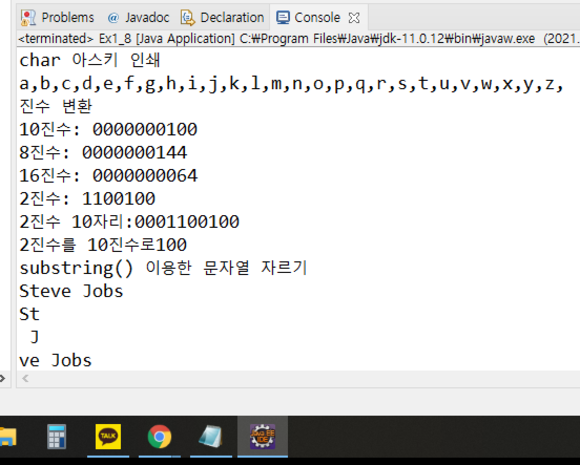 Problems @ Javadoc Declaration Console
<terminated> Ex1_8 [Java Application] C:₩Program Files₩Java₩jdk-11.0.12₩bin₩javaw.exe (2021.
char 아스키 인쇄
a,b,c,d,e,f,g,h,i,j,k,l,m,n,o,p,q,r,s,t,u,v,w,x,y,z,
진수 변환
10진수: 0000000100
8진수: 0000000144
16진수: 0000000064
2진수: 1100100
2진수 10자리:0001100100
2진수를 10진수로100
substring() 이용한 문자열 자르기
Steve Jobs
St
 J
ve Jobs
TALK
Java EE
IDE